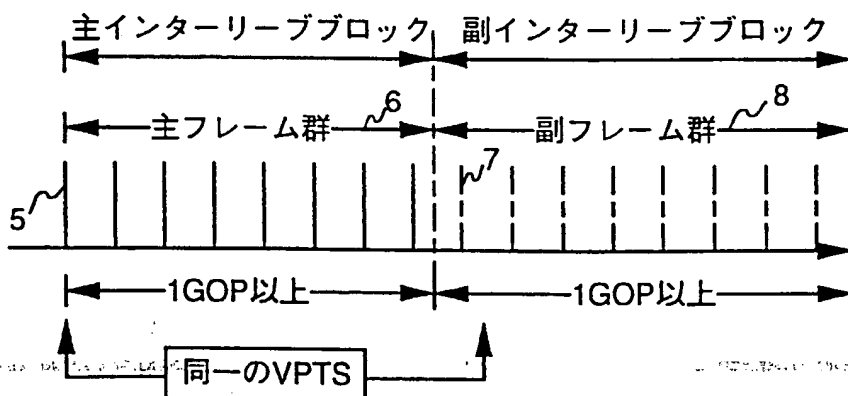 主インターリーブブロック 副インターリーブブロック
主フレーム群 6 副フレーム群 8
5 7
1GOP以上 1GOP以上
同一のVPTS